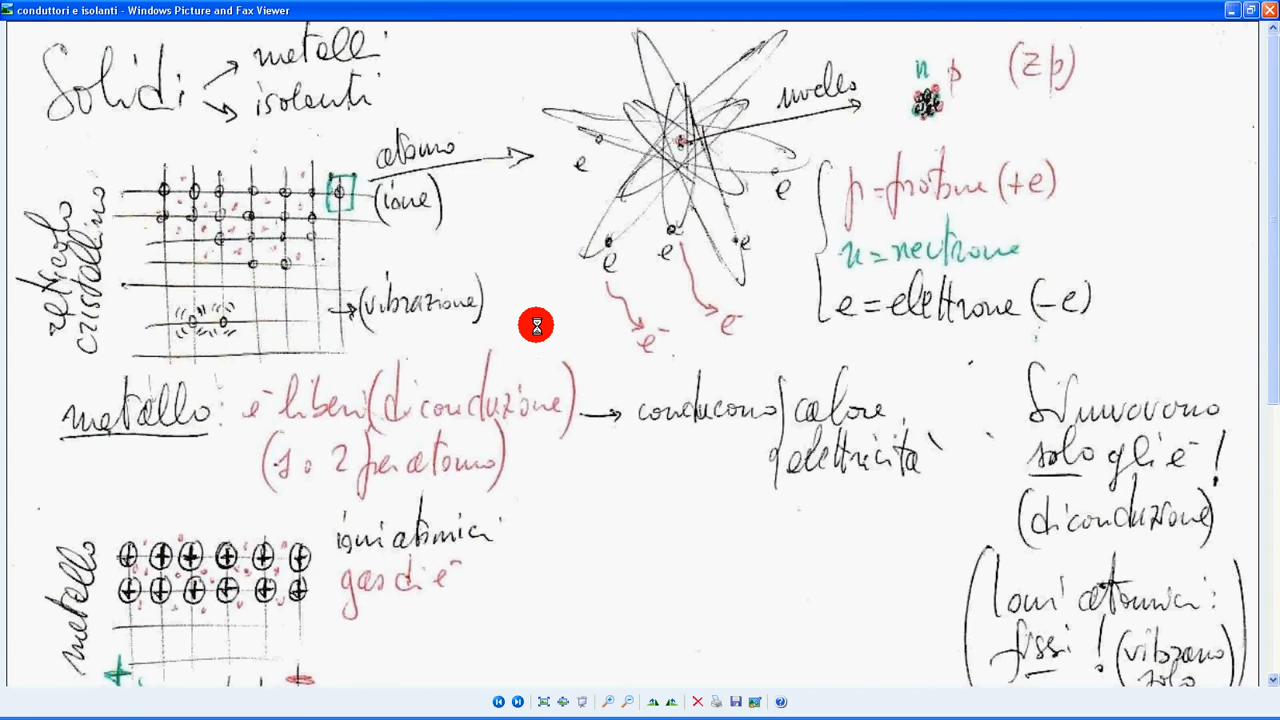 conduttori e isolanti - Windows Picture and Fax Viewer
Solidi
metalli
isolanti
atomo
(ione)
reticolo
cristallino
(vibrazione)
nucleo
n p (Z p)
e
e
e
e
e
e⁻
e⁻
p = protone (+e)
n = neutrone
e = elettrone (-e)
metallo: e⁻ liberi (di conduzione) → conducono calore,
elettricità
(1 o 2 per atomo)
Si muovono
solo gli e⁻!
(di conduzione)
metallo
+ + + + + +
+ + + + + +
ioni atomici
gas di e⁻
(Ioni atomici:
fissi! (vibrano)
solo
+